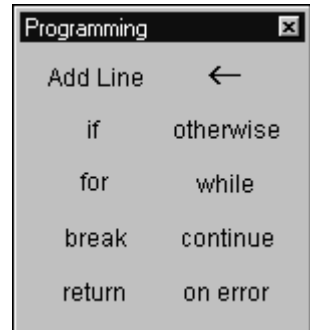 Programming
Add Line ←
if otherwise
for while
break continue
return on error